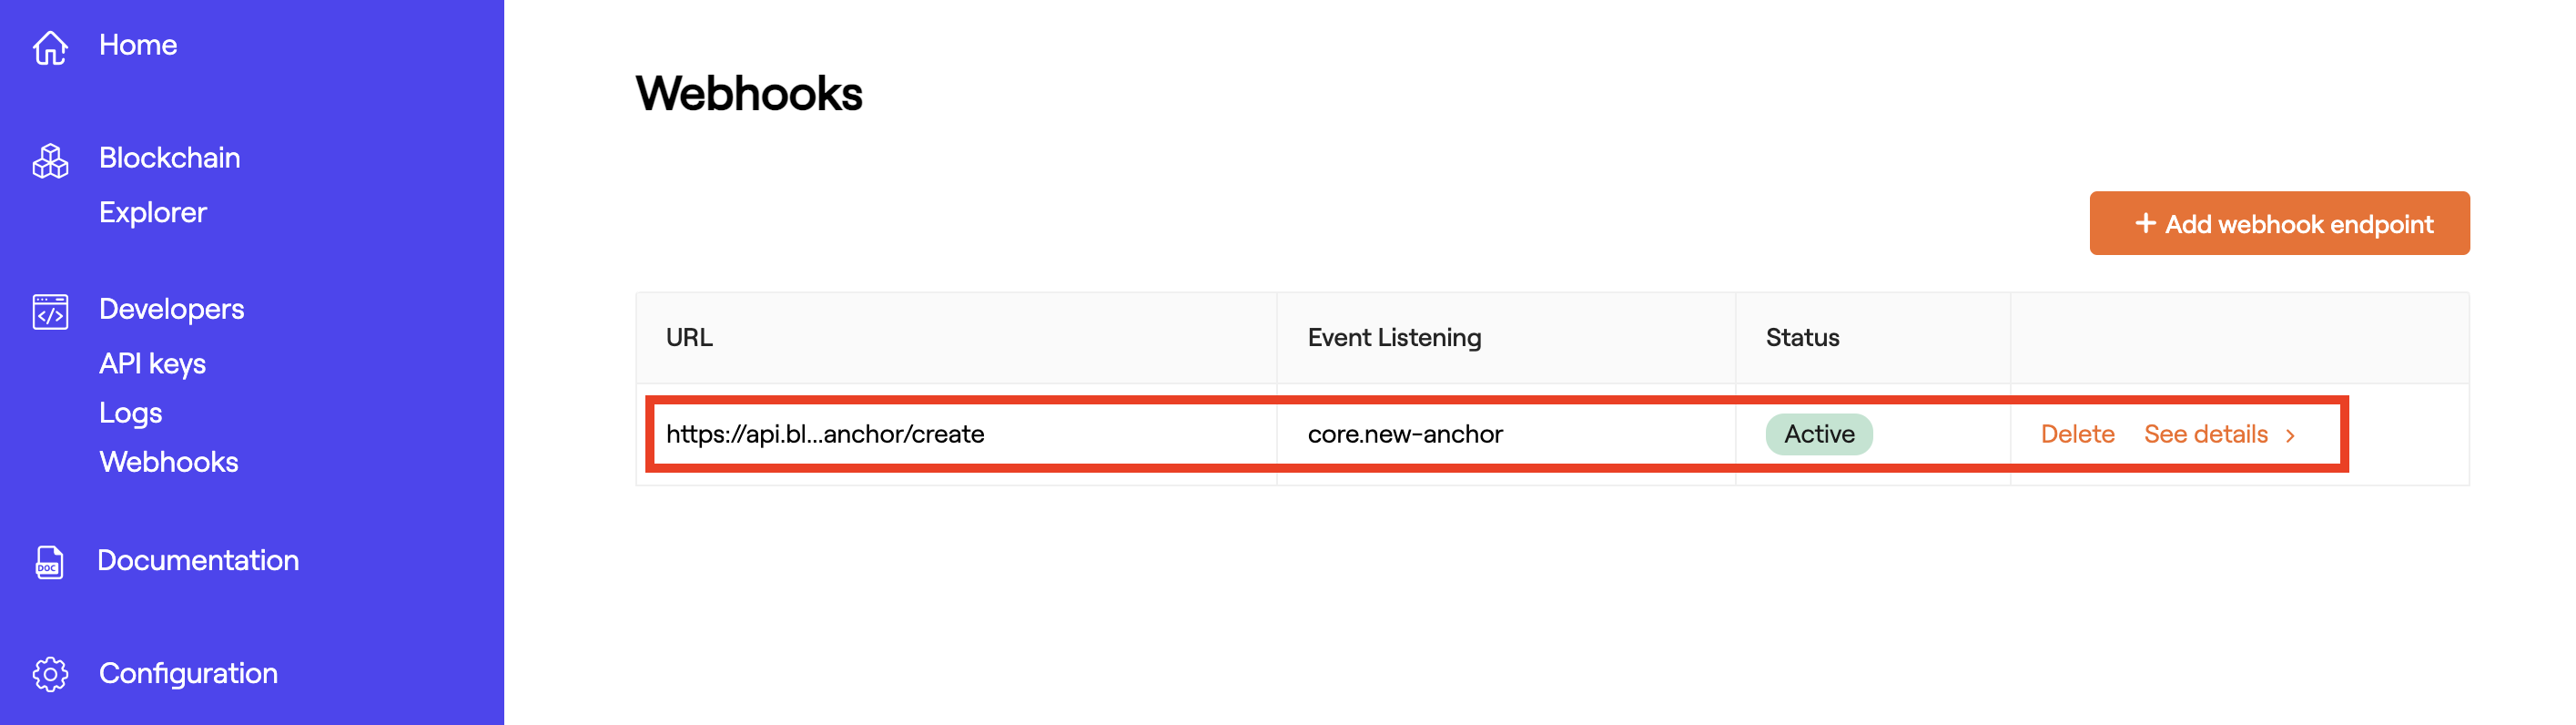 Home
Blockchain
Explorer
Developers
API keys
Logs
Webhooks
DOC
Documentation
Configuration
Webhooks
+ Add webhook endpoint
URL Event Listening Status
https://api.bl...anchor/create core.new-anchor Active Delete See details >